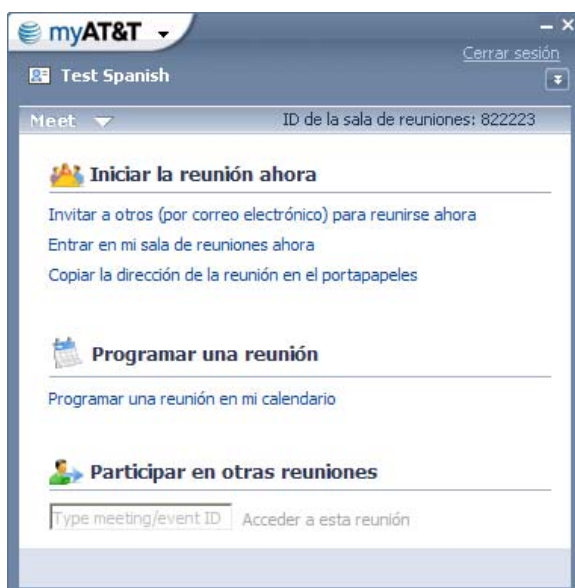 myAT&T
Cerrar sesión
Test Spanish
Meet
ID de la sala de reuniones: 822223
Iniciar la reunión ahora
Invitar a otros (por correo electrónico) para reunirse ahora
Entrar en mi sala de reuniones ahora
Copiar la dirección de la reunión en el portapapeles
Programar una reunión
Programar una reunión en mi calendario
Participar en otras reuniones
Type meeting/event ID Acceder a esta reunión